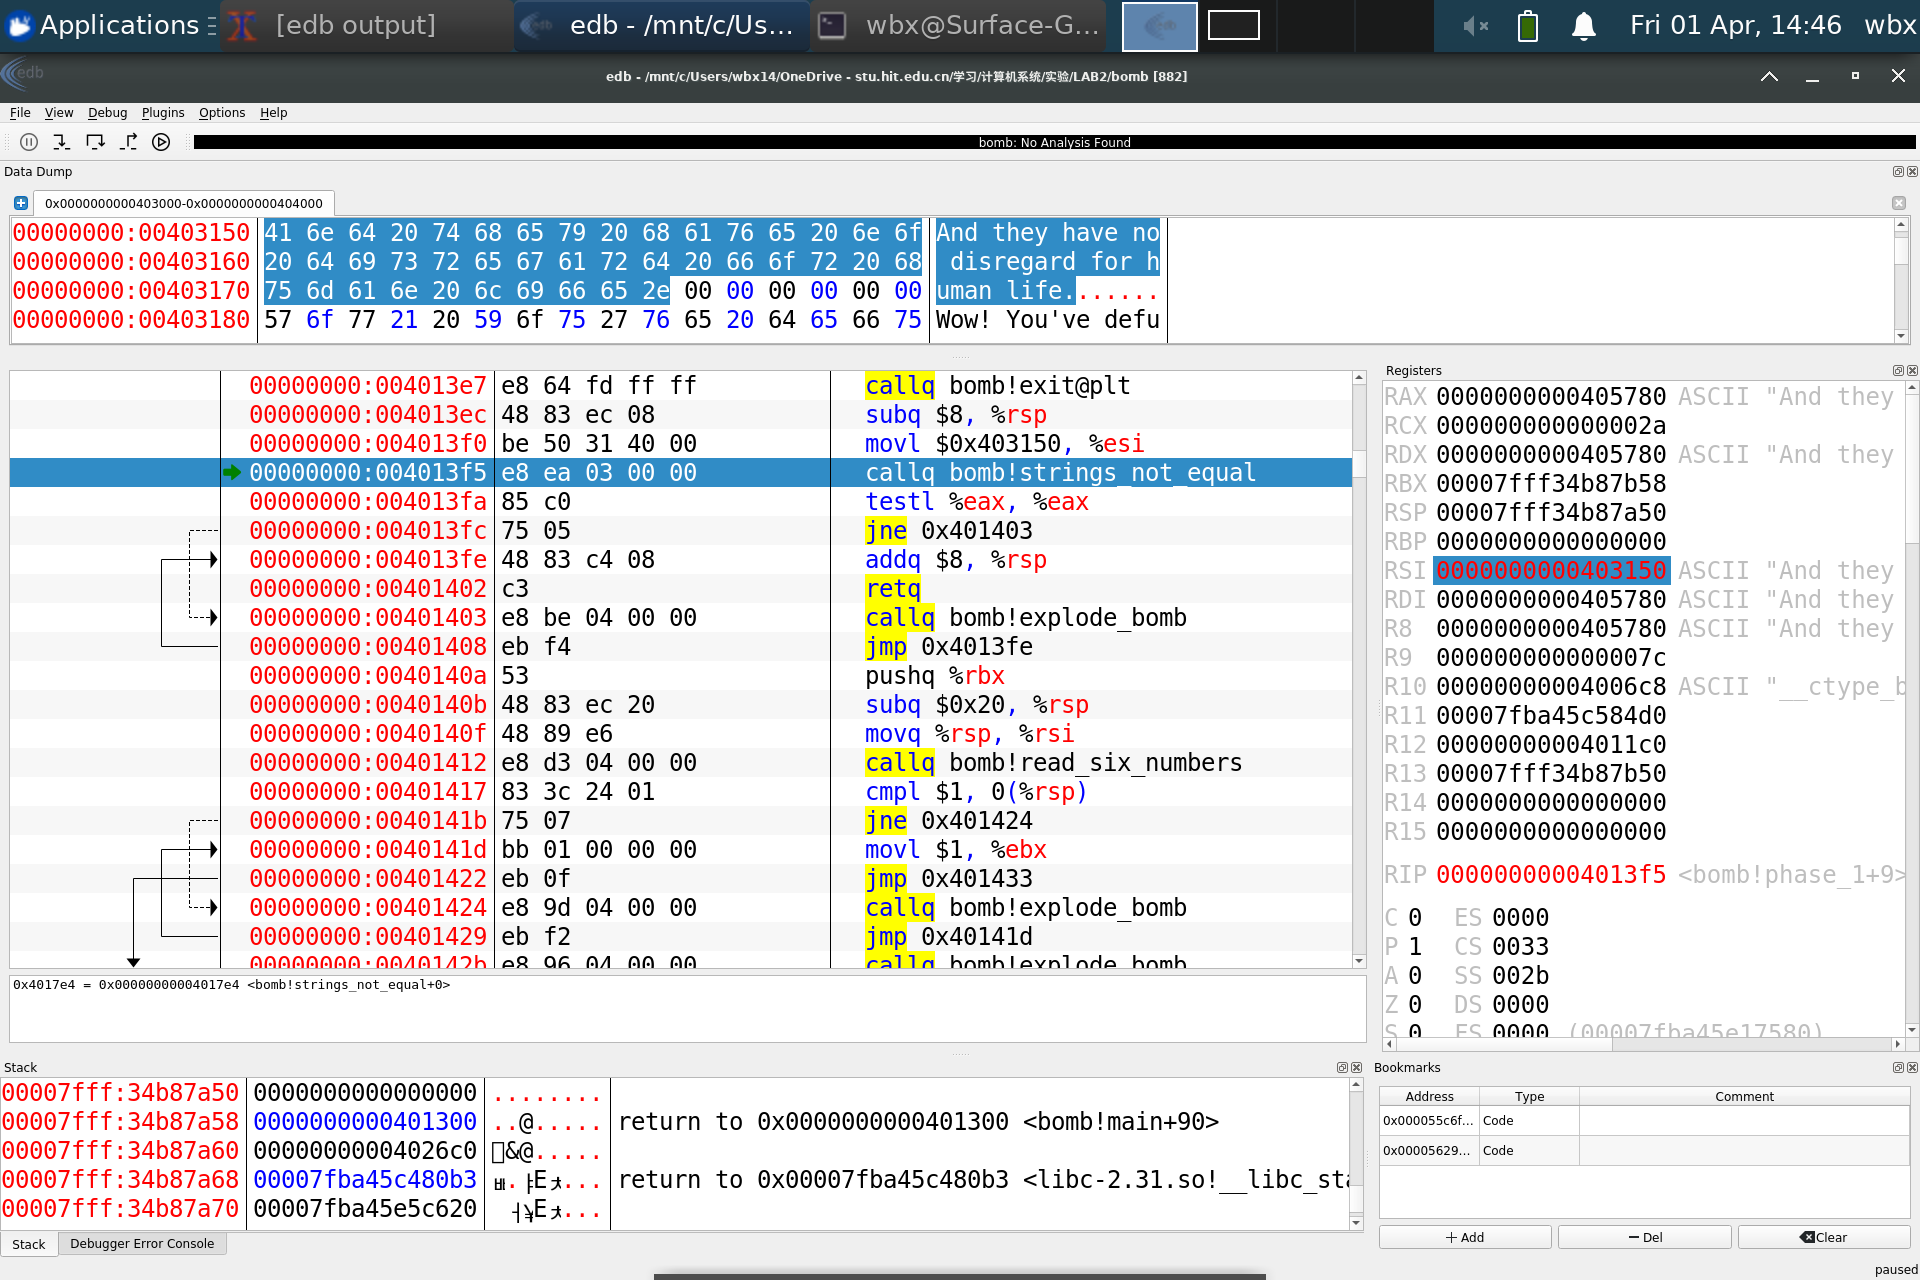 Applications
[edb output]
edb - /mnt/c/Us...
wbx@Surface-G...
Fri 01 Apr, 14:46
wbx
edb
edb - /mnt/c/Users/wbx14/OneDrive - stu.hit.edu.cn/学习/计算机系统/实验/LAB2/bomb [882]
File View Debug Plugins Options Help
bomb: No Analysis Found
Data Dump
0x0000000000403000-0x0000000000404000
00000000:00403150 41 6e 64 20 74 68 65 79 20 68 61 76 65 20 6e 6f And they have no
00000000:00403160 20 64 69 73 72 65 67 61 72 64 20 66 6f 72 20 68  disregard for h
00000000:00403170 75 6d 61 6e 20 6c 69 66 65 2e 00 00 00 00 00 00 uman life.......
00000000:00403180 57 6f 77 21 20 59 6f 75 27 76 65 20 64 65 66 75 Wow! You've defu
00000000:004013e7 e8 64 fd ff ff callq bomb!exit@plt
00000000:004013ec 48 83 ec 08 subq $8, %rsp
00000000:004013f0 be 50 31 40 00 movl $0x403150, %esi
00000000:004013f5 e8 ea 03 00 00 callq bomb!strings_not_equal
00000000:004013fa 85 c0 testl %eax, %eax
00000000:004013fc 75 05 jne 0x401403
00000000:004013fe 48 83 c4 08 addq $8, %rsp
00000000:00401402 c3 retq
00000000:00401403 e8 be 04 00 00 callq bomb!explode_bomb
00000000:00401408 eb f4 jmp 0x4013fe
00000000:0040140a 53 pushq %rbx
00000000:0040140b 48 83 ec 20 subq $0x20, %rsp
00000000:0040140f 48 89 e6 movq %rsp, %rsi
00000000:00401412 e8 d3 04 00 00 callq bomb!read_six_numbers
00000000:00401417 83 3c 24 01 cmpl $1, 0(%rsp)
00000000:0040141b 75 07 jne 0x401424
00000000:0040141d bb 01 00 00 00 movl $1, %ebx
00000000:00401422 eb 0f jmp 0x401433
00000000:00401424 e8 9d 04 00 00 callq bomb!explode_bomb
00000000:00401429 eb f2 jmp 0x40141d
00000000:0040142b e8 96 04 00 00 callq bomb!explode_bomb
0x4017e4 = 0x00000000004017e4 <bomb!strings_not_equal+0>
Registers
RAX 0000000000405780 ASCII "And they
RCX 000000000000002a
RDX 0000000000405780 ASCII "And they
RBX 00007fff34b87b58
RSP 00007fff34b87a50
RBP 0000000000000000
RSI 0000000000403150 ASCII "And they
RDI 0000000000405780 ASCII "And they
R8 0000000000405780 ASCII "And they
R9 000000000000007c
R10 00000000004006c8 ASCII "__ctype_b
R11 00007fba45c584d0
R12 00000000004011c0
R13 00007fff34b87b50
R14 0000000000000000
R15 0000000000000000
RIP 00000000004013f5 <bomb!phase_1+9>
C 0 ES 0000
P 1 CS 0033
A 0 SS 002b
Z 0 DS 0000
S 0 FS 0000 (00007fba45e17580)
Stack
00007fff:34b87a50 0000000000000000 ........
00007fff:34b87a58 0000000000401300 ..@..... return to 0x0000000000401300 <bomb!main+90>
00007fff:34b87a60 00000000004026c0 &@.....
00007fff:34b87a68 00007fba45c480b3 return to 0x00007fba45c480b3 <libc-2.31.so!__libc_sta
00007fff:34b87a70 00007fba45e5c620
Stack
Debugger Error Console
Bookmarks
Address Type Comment
0x000055c6f... Code
0x00005629... Code
Add
Del
Clear
paused